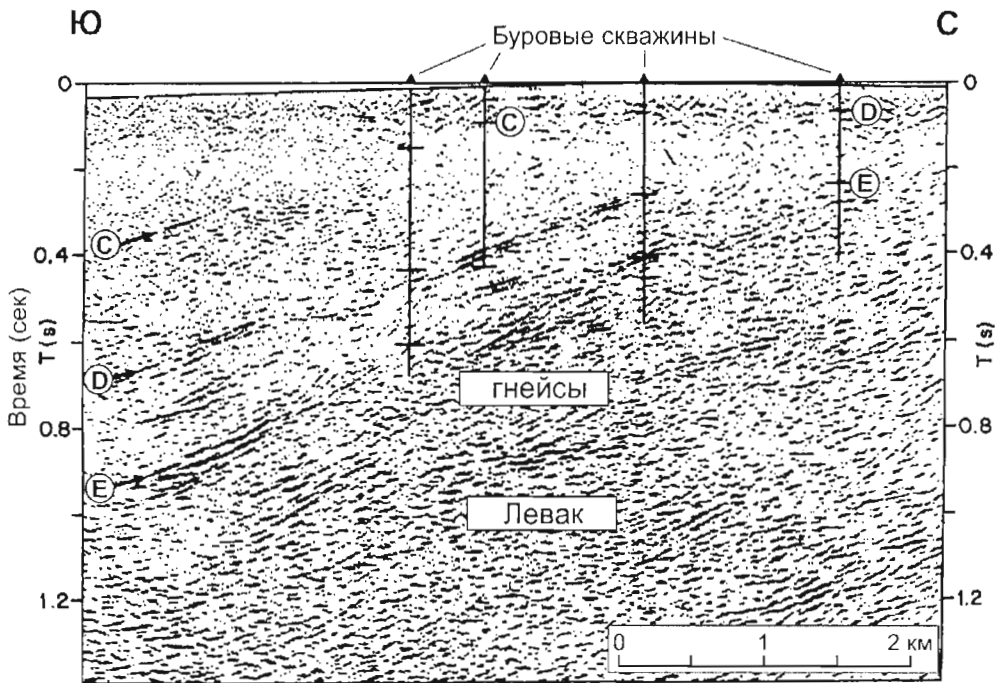 Ю С
Буровые скважины
0 0
C D
E
C
0.4 0.4
Время (сек)
T (s) T (s)
D
гнейсы
0.8 0.8
E
Левак
1.2 1.2
0 1 2 км